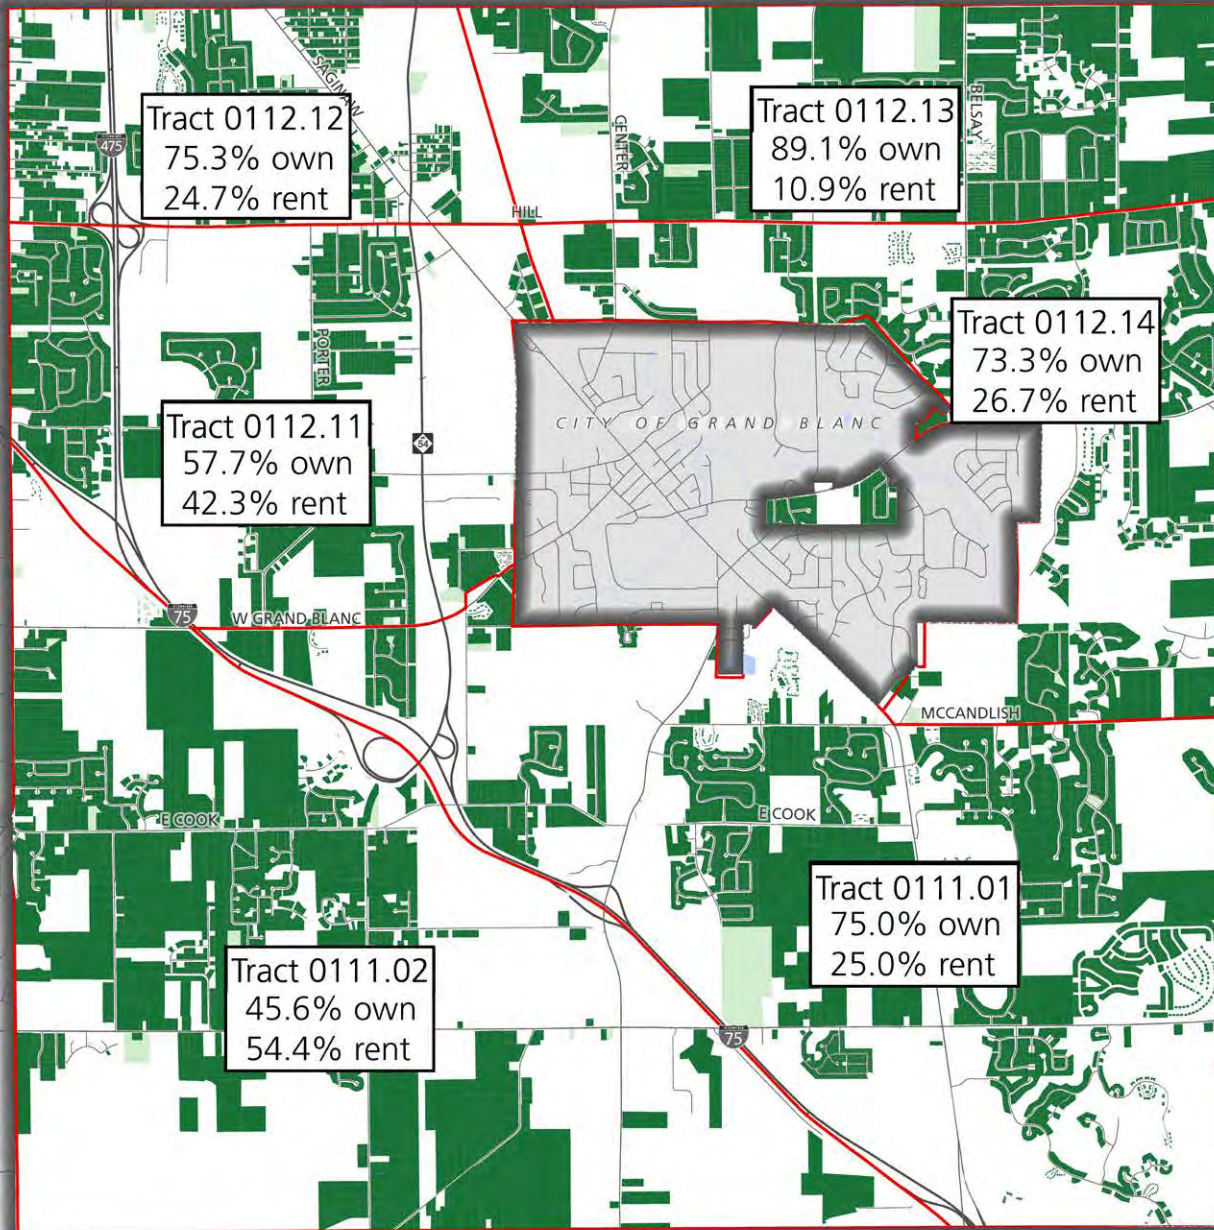 SAGINAW
Tract 0112.12
75.3% own
24.7% rent
475
CENTER
Tract 0112.13
89.1% own
10.9% rent
BELSAY
HILL
PORTER
Tract 0112.14
73.3% own
26.7% rent
Tract 0112.11
57.7% own
42.3% rent
54
CITY OF GRAND BLANC
75
W GRAND BLANC
MCCANDLISH
E COOK
E COOK
Tract 0111.01
75.0% own
25.0% rent
Tract 0111.02
45.6% own
54.4% rent
75